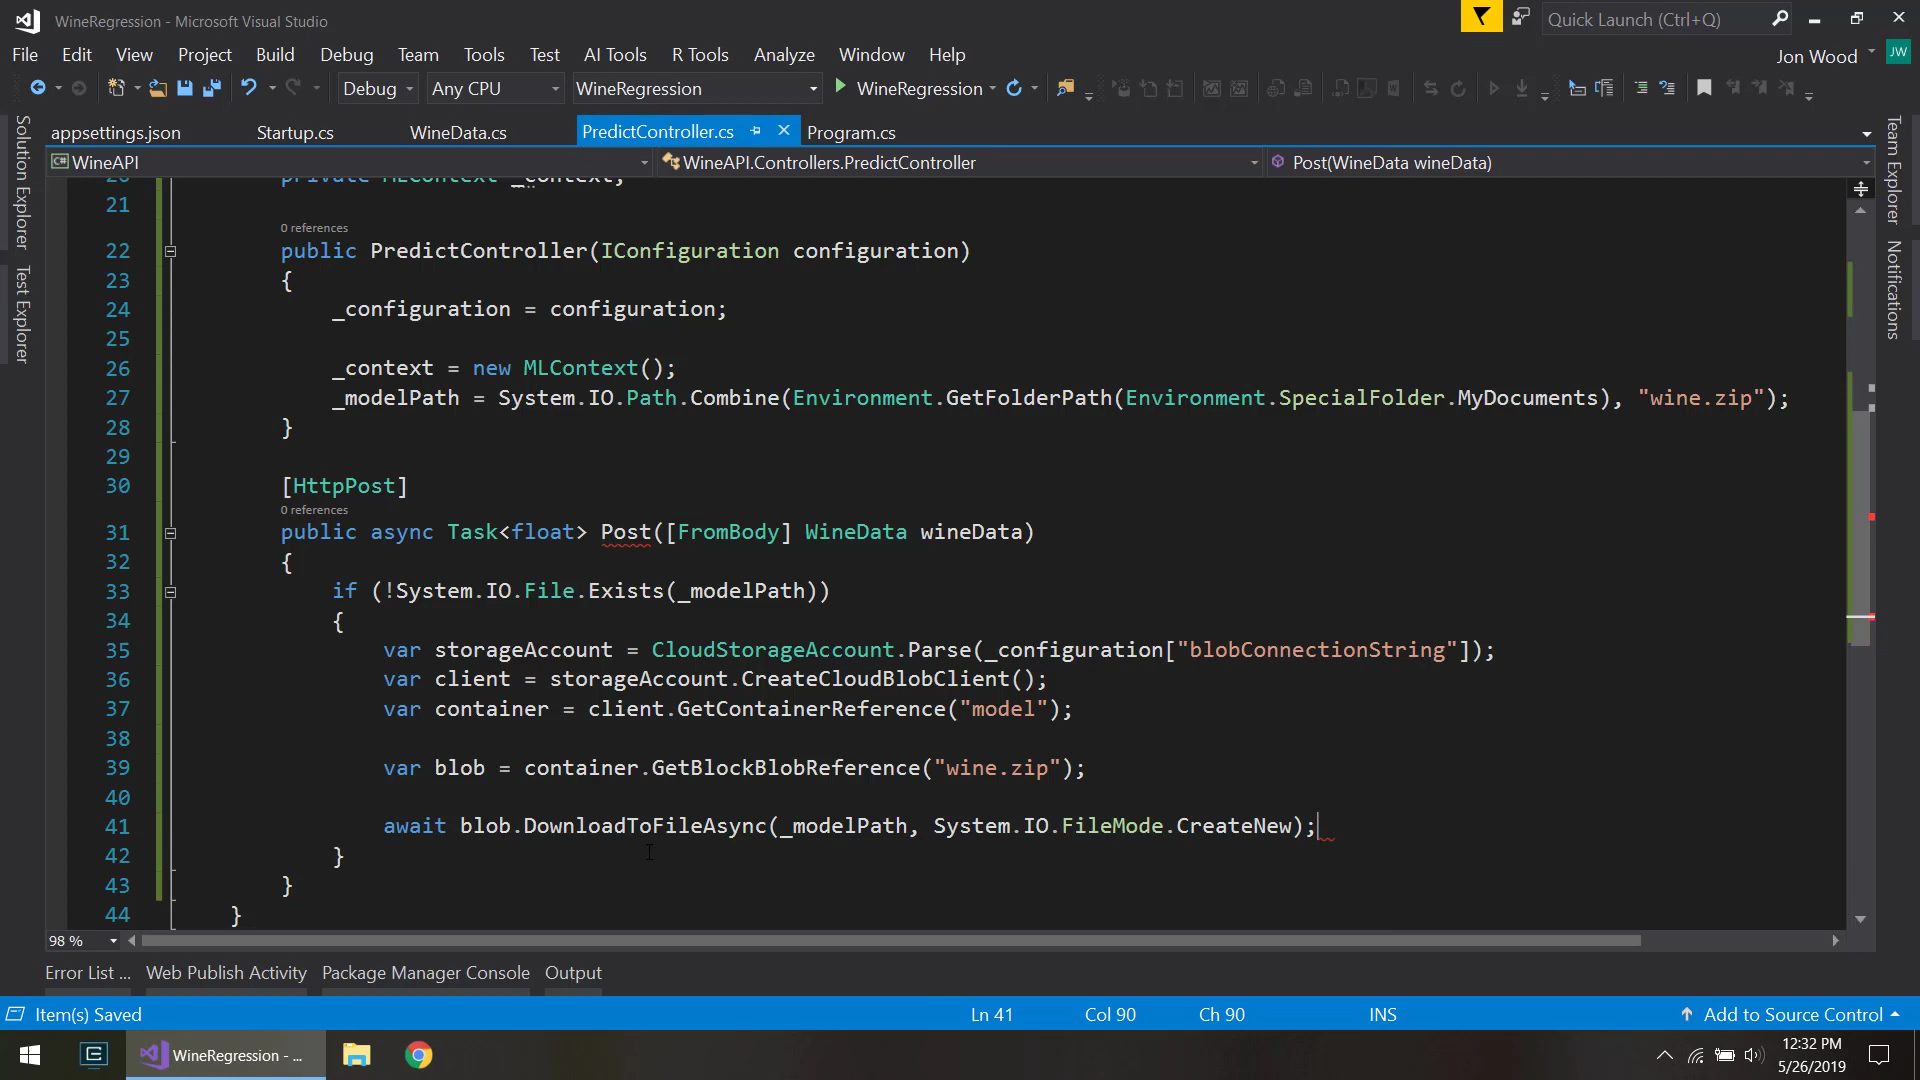 WineRegression - Microsoft Visual Studio
Quick Launch (Ctrl+Q)
File Edit View Project Build Debug Team Tools Test AI Tools R Tools Analyze Window Help
Jon Wood JW
Debug Any CPU WineRegression WineRegression
appsettings.json Startup.cs WineData.cs PredictController.cs Program.cs
WineAPI WineAPI.Controllers.PredictController Post(WineData wineData)
Solution Explorer
Test Explorer
Team Explorer
Notifications
20 private MLContext _context;
21
0 references
22 public PredictController(IConfiguration configuration)
23 {
24 _configuration = configuration;
25
26 _context = new MLContext();
27 _modelPath = System.IO.Path.Combine(Environment.GetFolderPath(Environment.SpecialFolder.MyDocuments), "wine.zip");
28 }
29
30 [HttpPost]
0 references
31 public async Task<float> Post([FromBody] WineData wineData)
32 {
33 if (!System.IO.File.Exists(_modelPath))
34 {
35 var storageAccount = CloudStorageAccount.Parse(_configuration["blobConnectionString"]);
36 var client = storageAccount.CreateCloudBlobClient();
37 var container = client.GetContainerReference("model");
38
39 var blob = container.GetBlockBlobReference("wine.zip");
40
41 await blob.DownloadToFileAsync(_modelPath, System.IO.FileMode.CreateNew);
42 }
43 }
44 }
98 %
Error List ... Web Publish Activity Package Manager Console Output
Item(s) Saved Ln 41 Col 90 Ch 90 INS Add to Source Control
WineRegression - ...
12:32 PM
5/26/2019